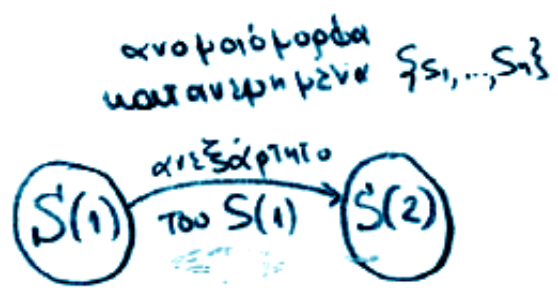 ανομοιόμορφα
κατανεμημένα {S₁,...,Sₙ}
ανεξάρτητο
S(1) του S(1) S(2)